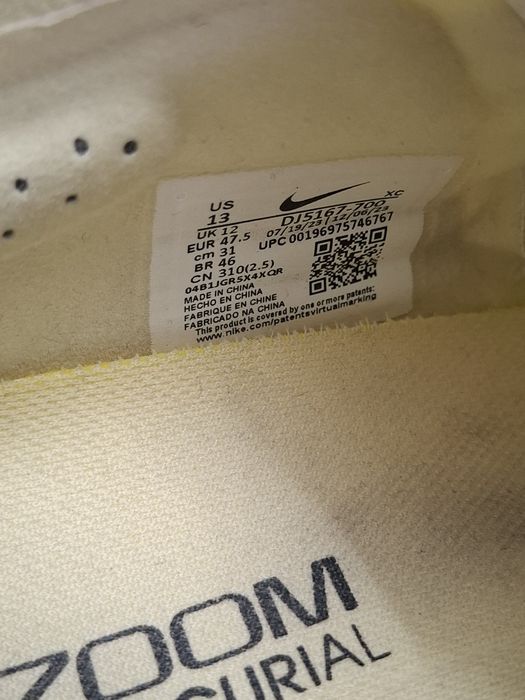 US
13
UK 12
EUR 47.5
cm 31
BR 46
CN 310(2.5)
04B1JGR5X4XQR
MADE IN CHINA
HECHO EN CHINA
FABRIQUE EN CHINE
FABRICADO NA CHINA
XC
DJ5167-700
07/19/23 12/06/23
UPC 00196975746767
This product is covered by one or more patents:
www.nike.com/patentsvirtualmarking
ZOOM